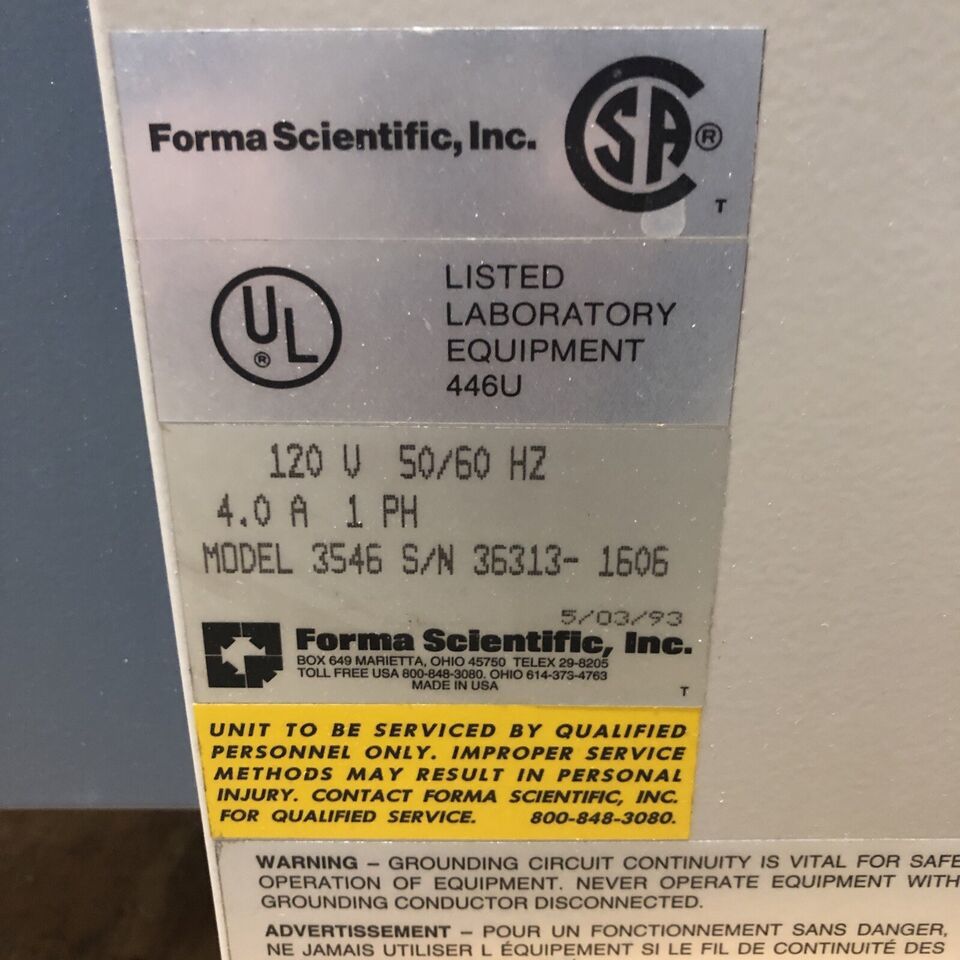 Forma Scientific, Inc.
CSA ®
T
UL ®
LISTED
LABORATORY
EQUIPMENT
446U
120 V 50/60 HZ
4.0 A 1 PH
MODEL 3546 S/N 36313- 1606
5/03/93
Forma Scientific, Inc.
BOX 649 MARIETTA, OHIO 45750 TELEX 29-8205
TOLL FREE USA 800-848-3080. OHIO 614-373-4763
MADE IN USA
T
UNIT TO BE SERVICED BY QUALIFIED
PERSONNEL ONLY. IMPROPER SERVICE
METHODS MAY RESULT IN PERSONAL
INJURY. CONTACT FORMA SCIENTIFIC, INC.
FOR QUALIFIED SERVICE. 800-848-3080.
WARNING – GROUNDING CIRCUIT CONTINUITY IS VITAL FOR SAFE
OPERATION OF EQUIPMENT. NEVER OPERATE EQUIPMENT WITH
GROUNDING CONDUCTOR DISCONNECTED.
ADVERTISSEMENT – POUR UN FONCTIONNEMENT SANS DANGER,
NE JAMAIS UTILISER L ÉQUIPEMENT SI LE FIL DE CONTINUITÉ DES